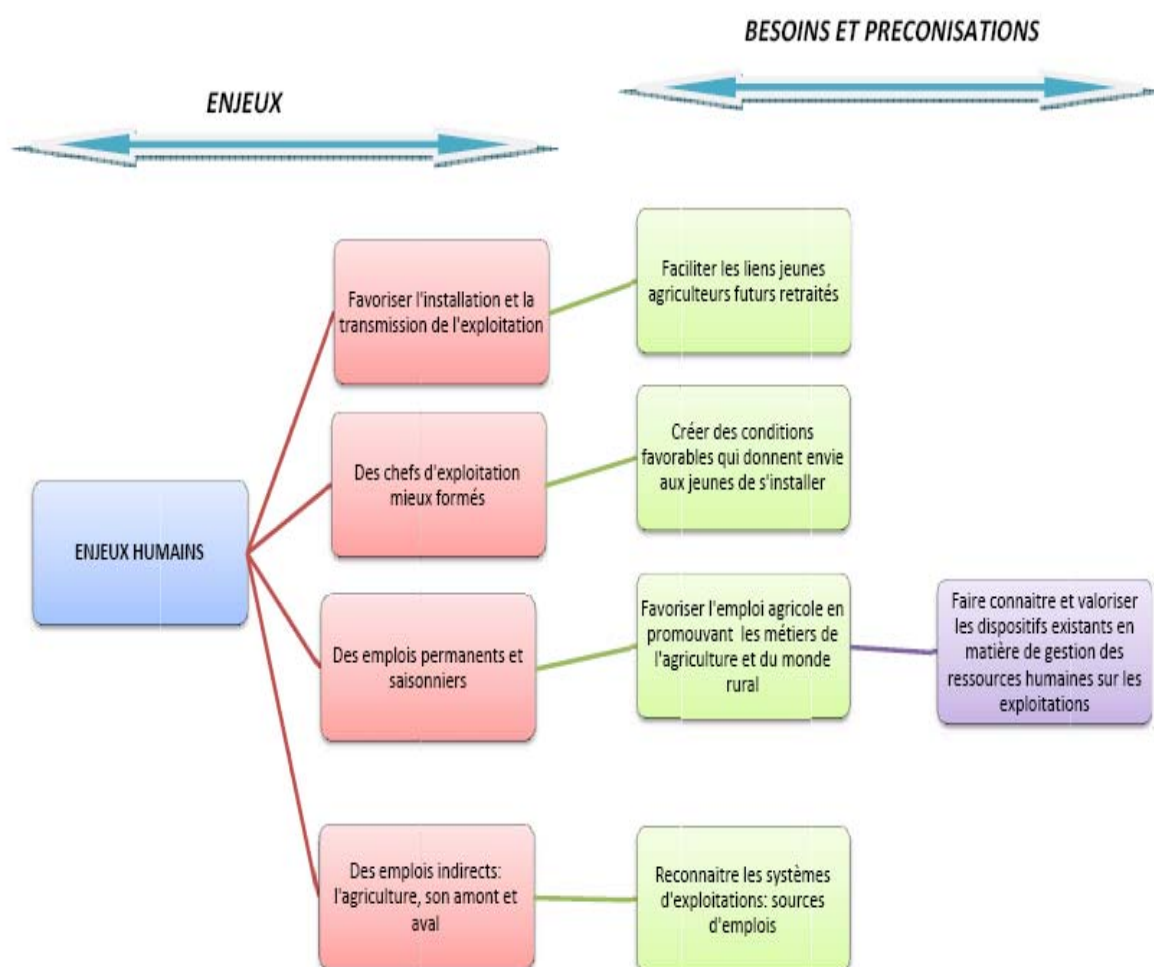 BESOINS ET PRECONISATIONS
ENJEUX
Faciliter les liens jeunes
agriculteurs futurs retraités
Favoriser l'installation et la
transmission de l'exploitation
Créer des conditions
favorables qui donnent envie
aux jeunes de s'installer
Des chefs d'exploitation
mieux formés
ENJEUX HUMAINS
Des emplois permanents et
saisonniers
Favoriser l'emploi agricole en
promouvant les métiers de
l'agriculture et du monde
rural
Faire connaitre et valoriser
les dispositifs existants en
matière de gestion des
ressources humaines sur les
exploitations
Des emplois indirects:
l'agriculture, son amont et
aval
Reconnaitre les systèmes
d'exploitations: sources
d'emplois